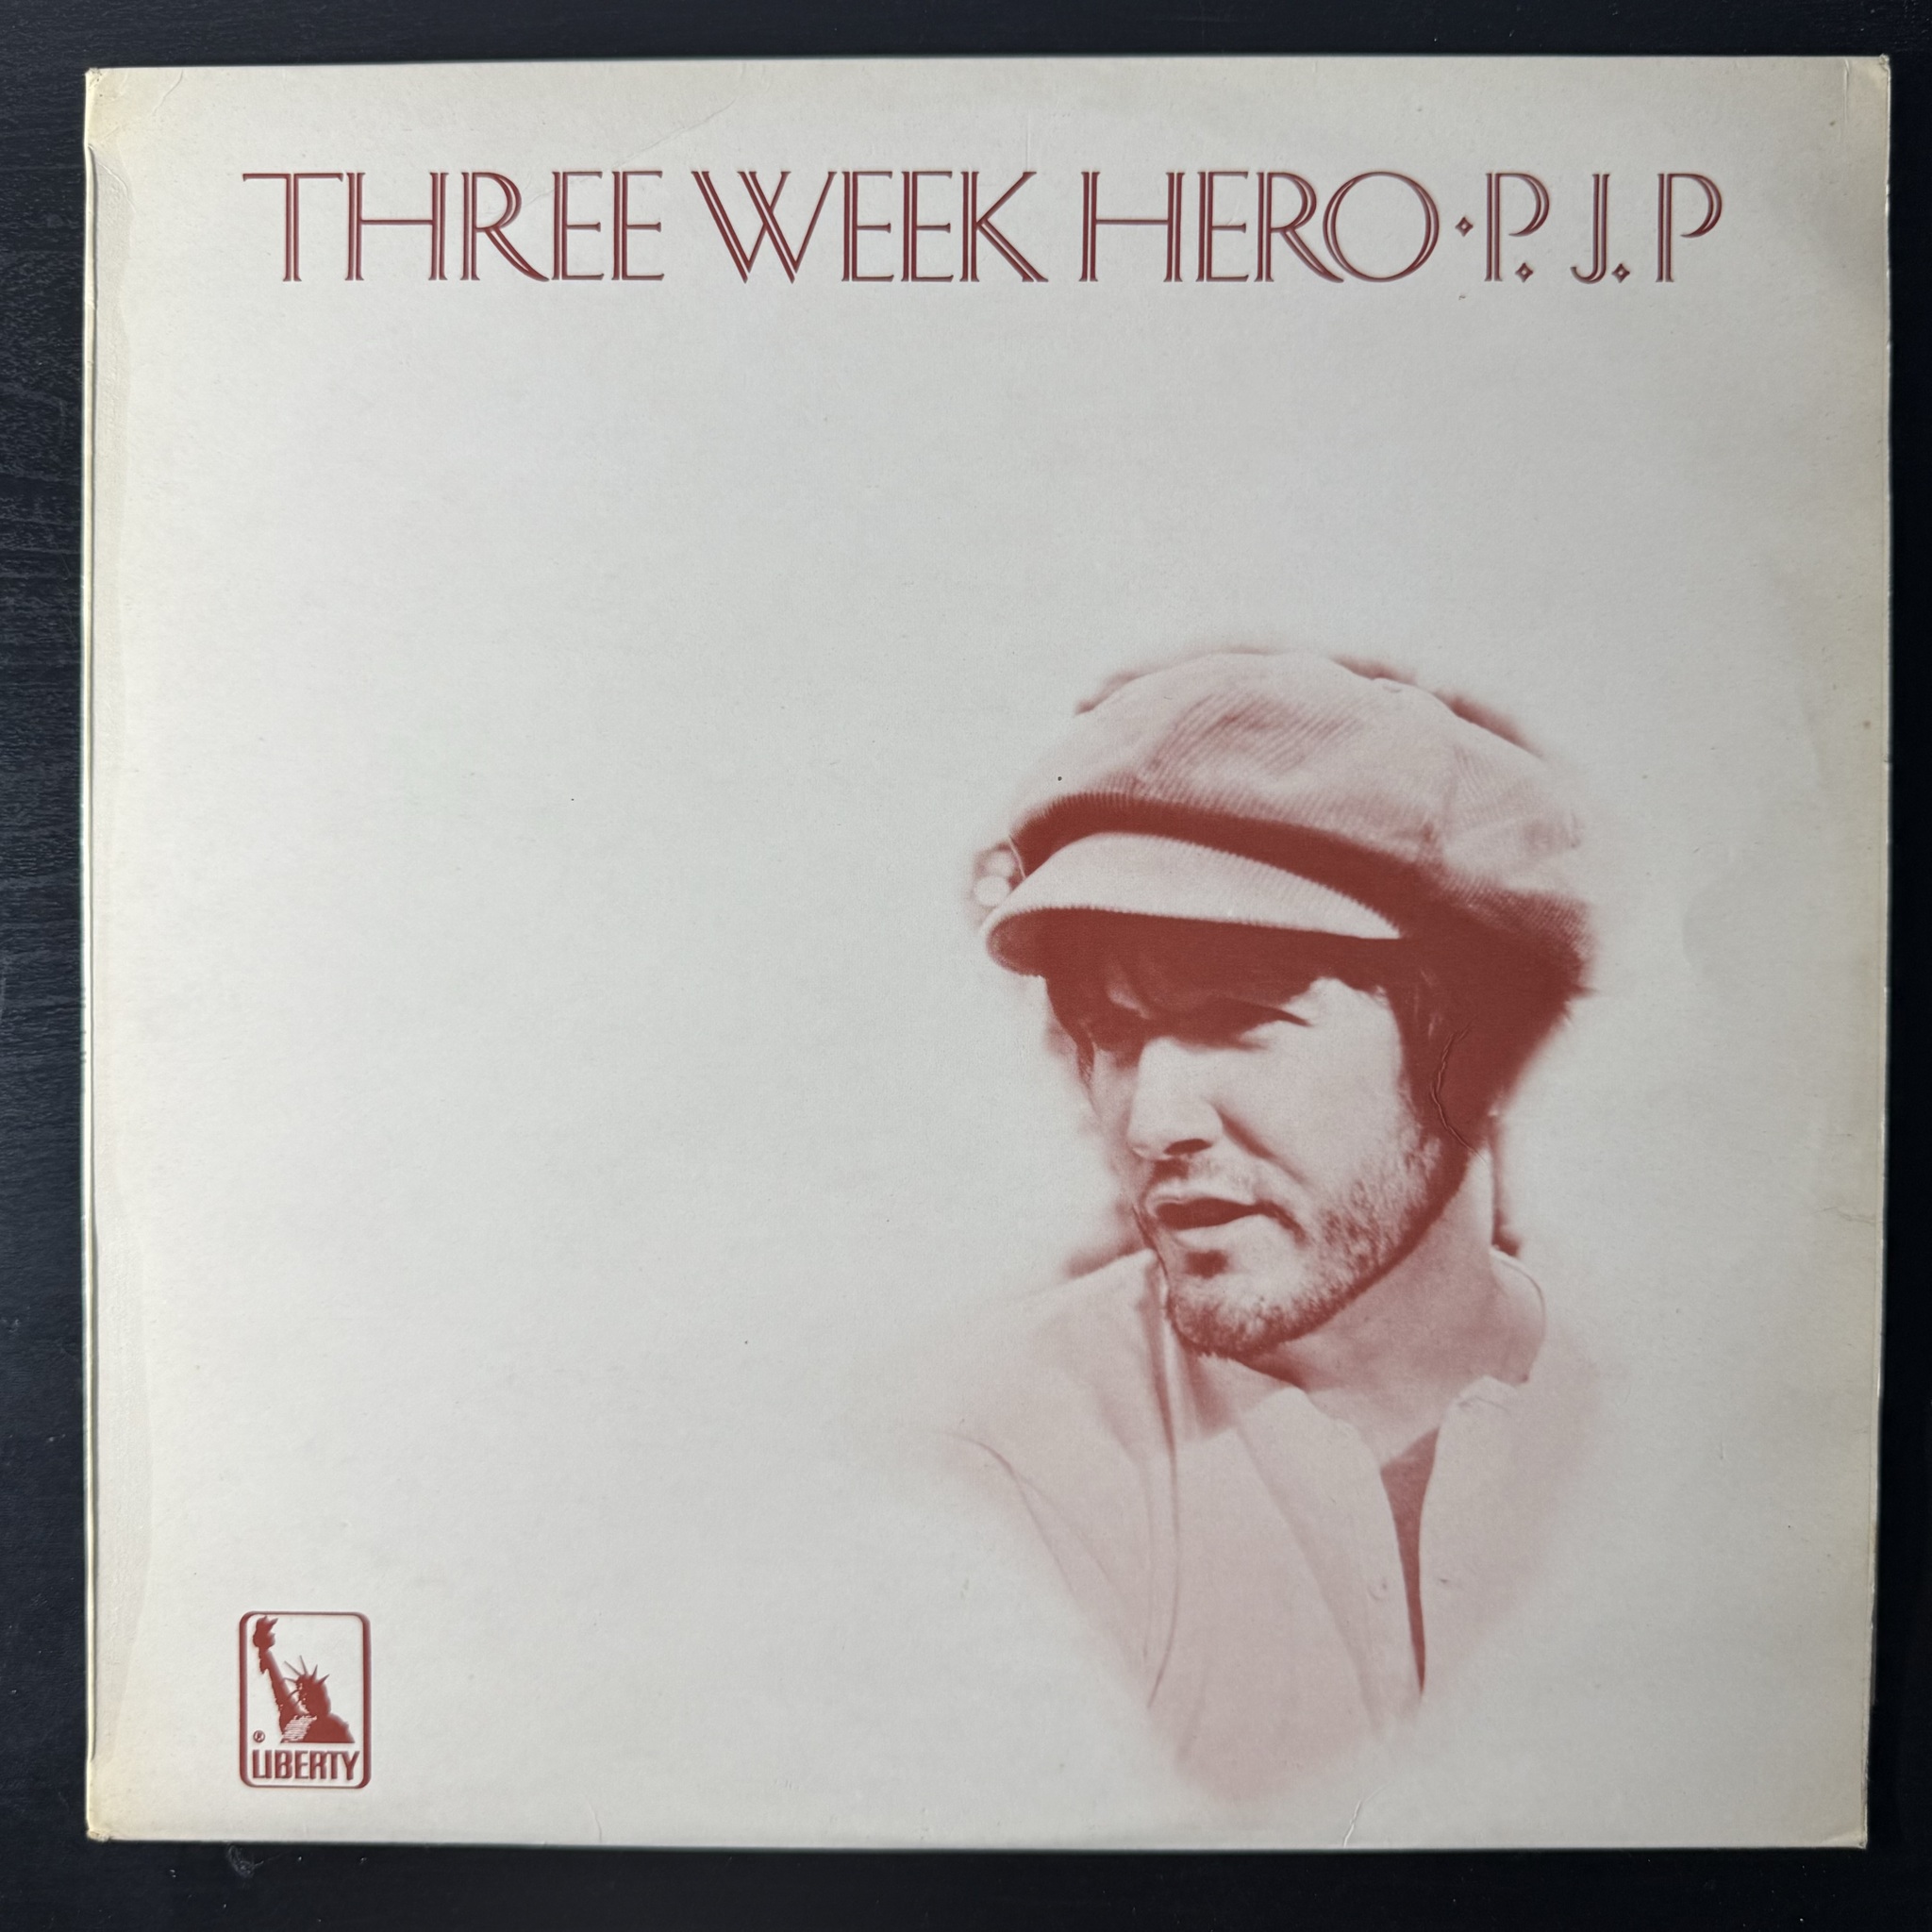 THREE WEEK HERO·P. J. P
®
LIBERTY